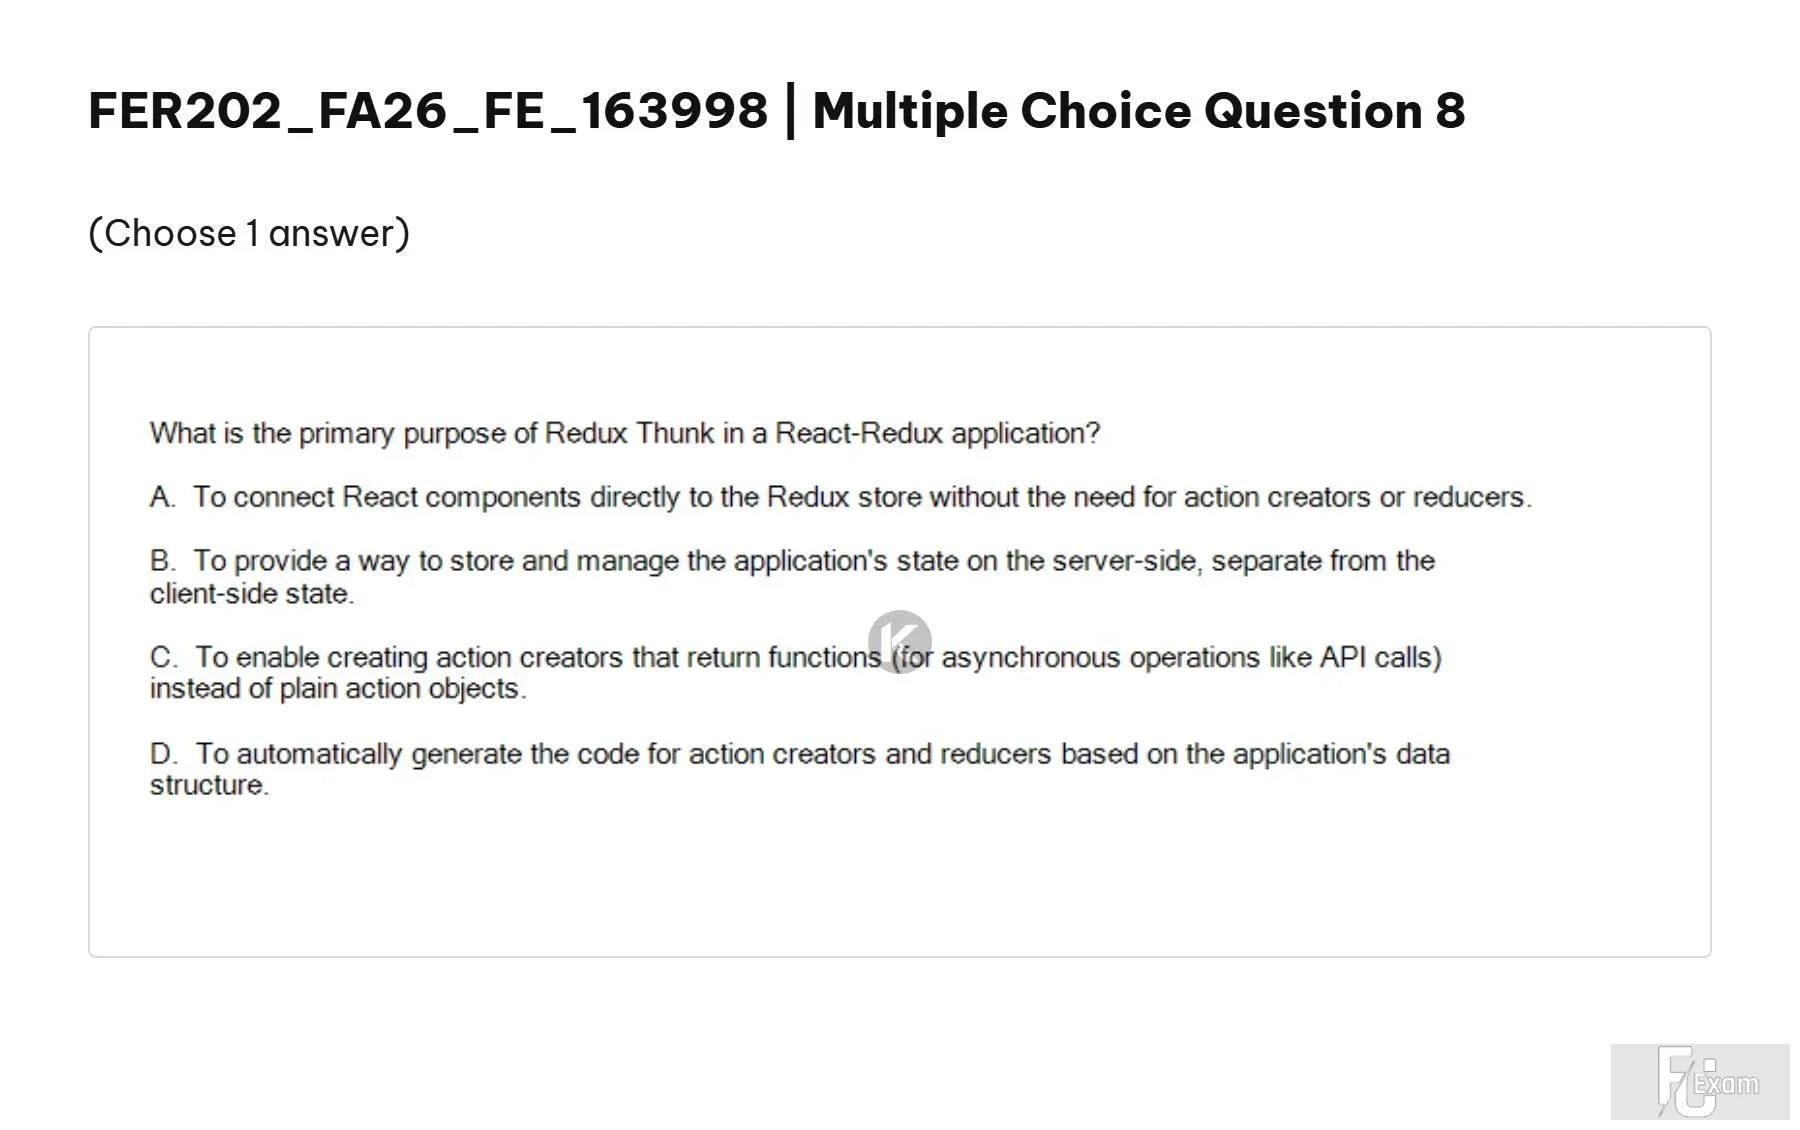 FER202_FA26_FE_163998 | Multiple Choice Question 8
(Choose 1 answer)
What is the primary purpose of Redux Thunk in a React-Redux application?
A. To connect React components directly to the Redux store without the need for action creators or reducers.
B. To provide a way to store and manage the application's state on the server-side, separate from the
client-side state.
C. To enable creating action creators that return functions (for asynchronous operations like API calls)
instead of plain action objects.
D. To automatically generate the code for action creators and reducers based on the application's data
structure.
FU Exam